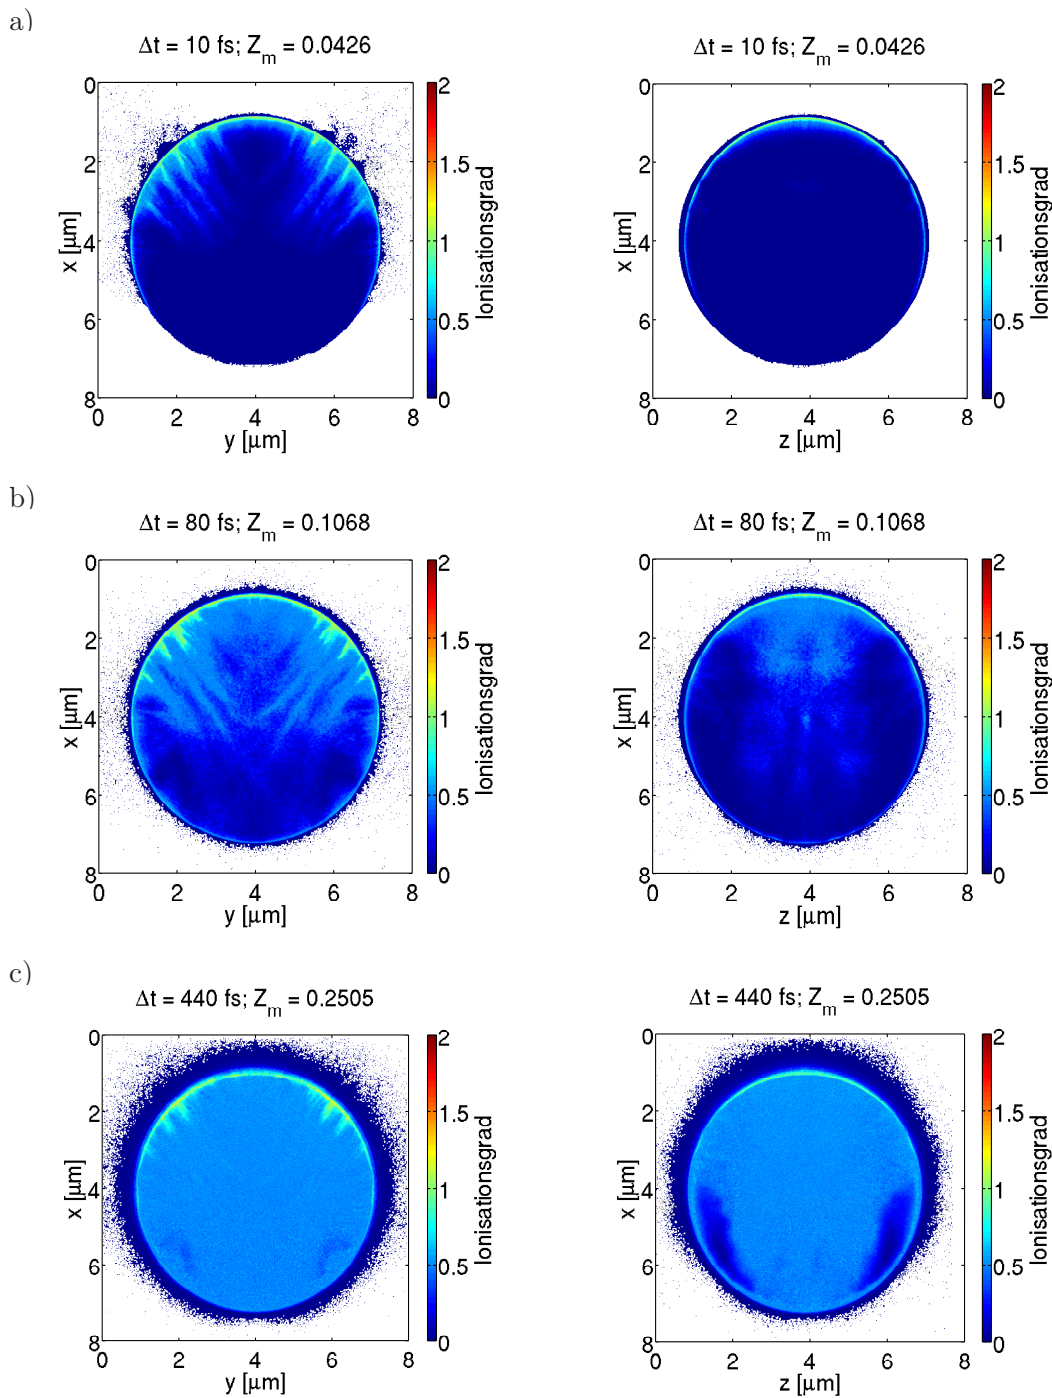 a)
Δt = 10 fs; Z_m = 0.0426
0
2
4
6
8
x [μm]
0 2 4 6 8
y [μm]
2
1.5
1
0.5
0
Ionisationsgrad
Δt = 10 fs; Z_m = 0.0426
0
2
4
6
8
x [μm]
0 2 4 6 8
z [μm]
2
1.5
1
0.5
0
Ionisationsgrad
b)
Δt = 80 fs; Z_m = 0.1068
0
2
4
6
8
x [μm]
0 2 4 6 8
y [μm]
2
1.5
1
0.5
0
Ionisationsgrad
Δt = 80 fs; Z_m = 0.1068
0
2
4
6
8
x [μm]
0 2 4 6 8
z [μm]
2
1.5
1
0.5
0
Ionisationsgrad
c)
Δt = 440 fs; Z_m = 0.2505
0
2
4
6
8
x [μm]
0 2 4 6 8
y [μm]
2
1.5
1
0.5
0
Ionisationsgrad
Δt = 440 fs; Z_m = 0.2505
0
2
4
6
8
x [μm]
0 2 4 6 8
z [μm]
2
1.5
1
0.5
0
Ionisationsgrad